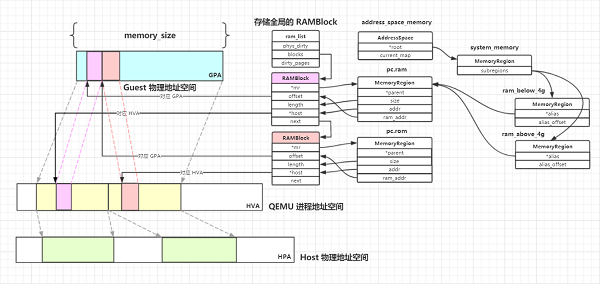 memory_size
GPA
Guest 物理地址空间
对应 GPA
对应 HVA
对应 GPA
对应 HVA
HVA
QEMU 进程地址空间
HPA
Host 物理地址空间
存储全局的 RAMBlock
ram_list
phys_dirty
blocks
dirty_pages
RAMBlock
*mr
offset
length
*host
next
RAMBlock
*mr
offset
length
*host
next
address_space_memory
AddressSpace
*root
current_map
pc.ram
MemoryRegion
*parent
size
addr
ram_addr
pc.rom
MemoryRegion
*parent
size
addr
ram_addr
system_memory
MemoryRegion
subregions
ram_below_4g
MemoryRegion
*alias
alias_offset
ram_above_4g
MemoryRegion
*alias
alias_offset